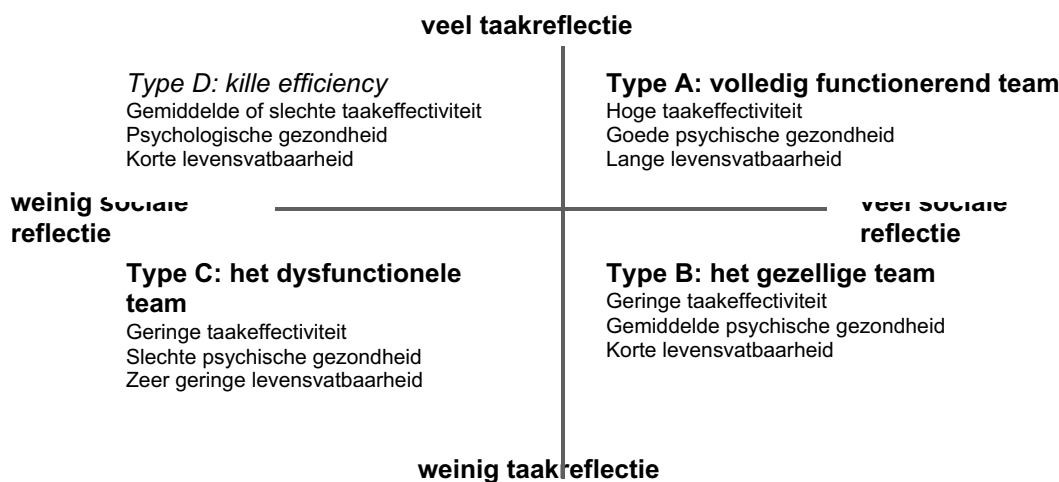 veel taakreflectie
Type D: kille efficiency
Gemiddelde of slechte taakeffectiviteit
Psychologische gezondheid
Korte levensvatbaarheid
Type A: volledig functionerend team
Hoge taakeffectiviteit
Goede psychische gezondheid
Lange levensvatbaarheid
weinig sociale
reflectie
veel sociale
reflectie
Type C: het dysfunctionele
team
Geringe taakeffectiviteit
Slechte psychische gezondheid
Zeer geringe levensvatbaarheid
Type B: het gezellige team
Geringe taakeffectiviteit
Gemiddelde psychische gezondheid
Korte levensvatbaarheid
weinig taakreflectie